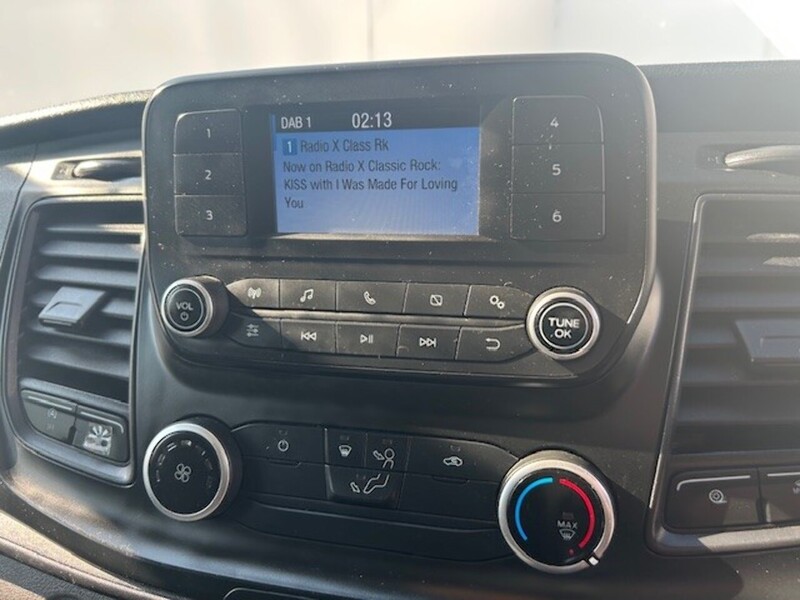 DAB 1 02:13
1 Radio X Class Rk
Now on Radio X Classic Rock:
KISS with I Was Made For Loving
You
1
2
3
4
5
6
VOL
TUNE
OK
MAX